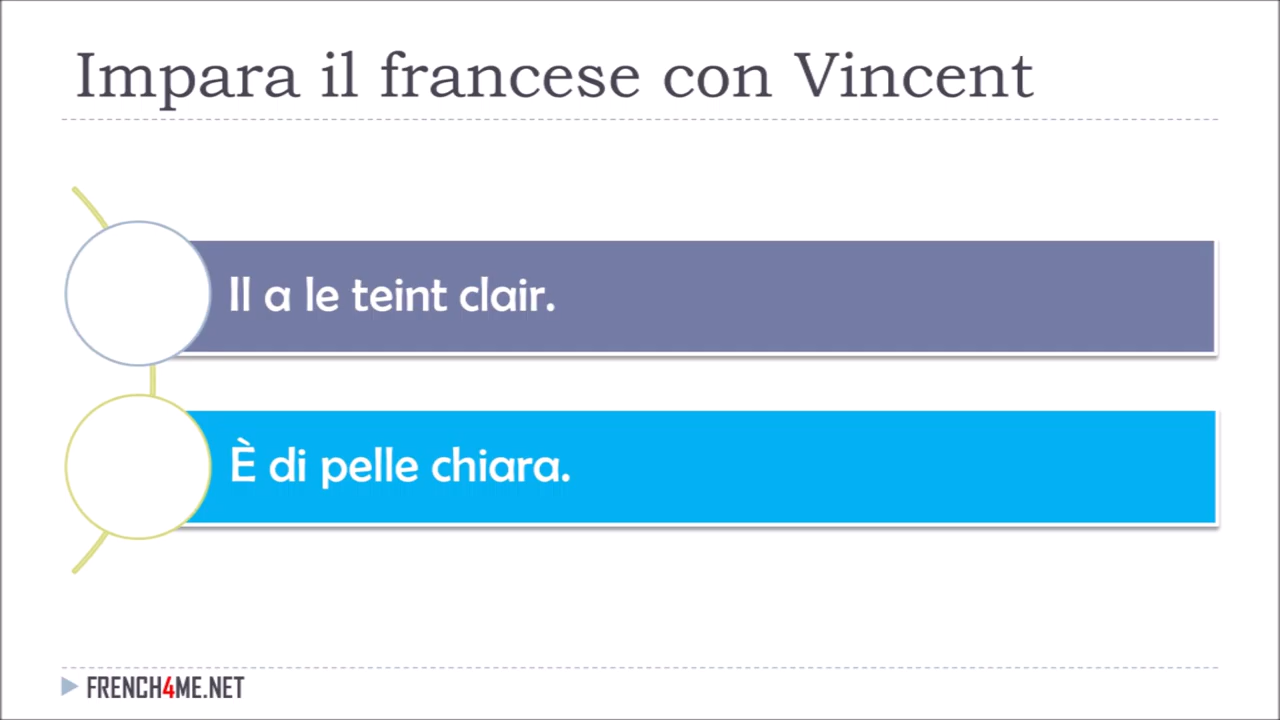 Impara il francese con Vincent
Il a le teint clair.
È di pelle chiara.
FRENCH4ME.NET